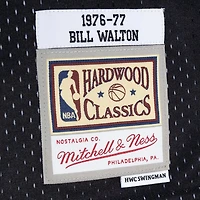 1976-77
BILL WALTON
NBA
HARDWOOD
CLASSICS
NOSTALGIA CO.
Mitchell & Ness
PHILADELPHIA, PA.
HWC SWINGMAN